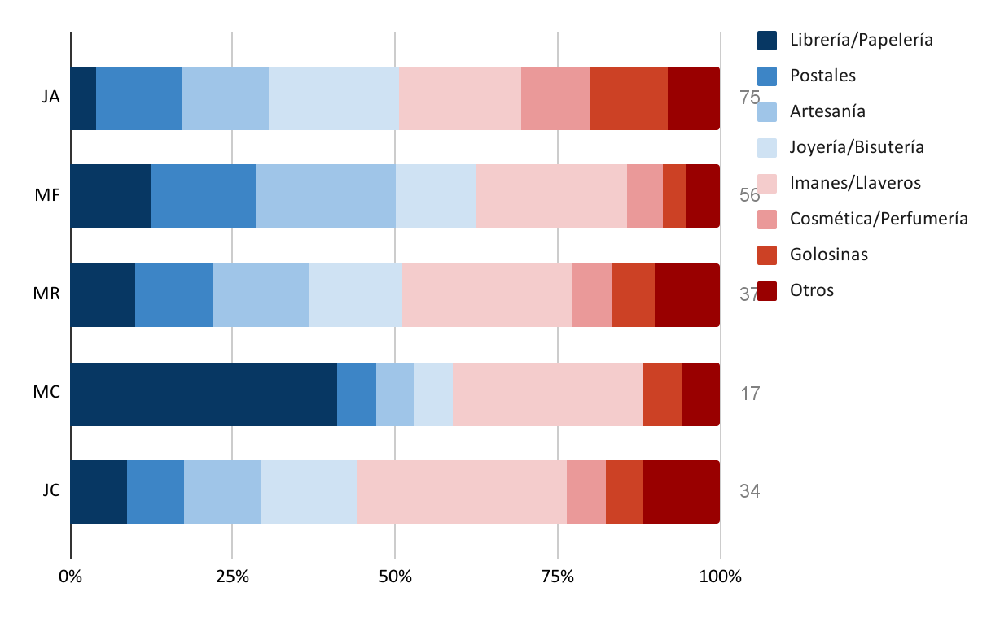 Librería/Papelería
Postales
Artesanía
Joyería/Bisutería
Imanes/Llaveros
Cosmética/Perfumería
Golosinas
Otros
JA
75
MF
56
MR
37
MC
17
JC
34
0%
25%
50%
75%
100%